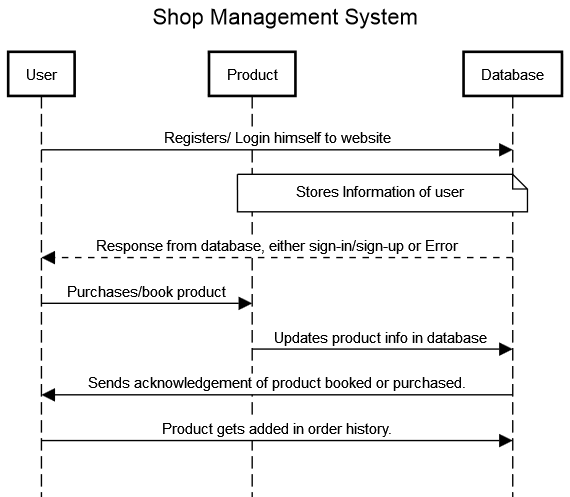 Shop Management System
User
Product
Database
Registers/ Login himself to website
Stores Information of user
Response from database, either sign-in/sign-up or Error
Purchases/book product
Updates product info in database
Sends acknowledgement of product booked or purchased.
Product gets added in order history.